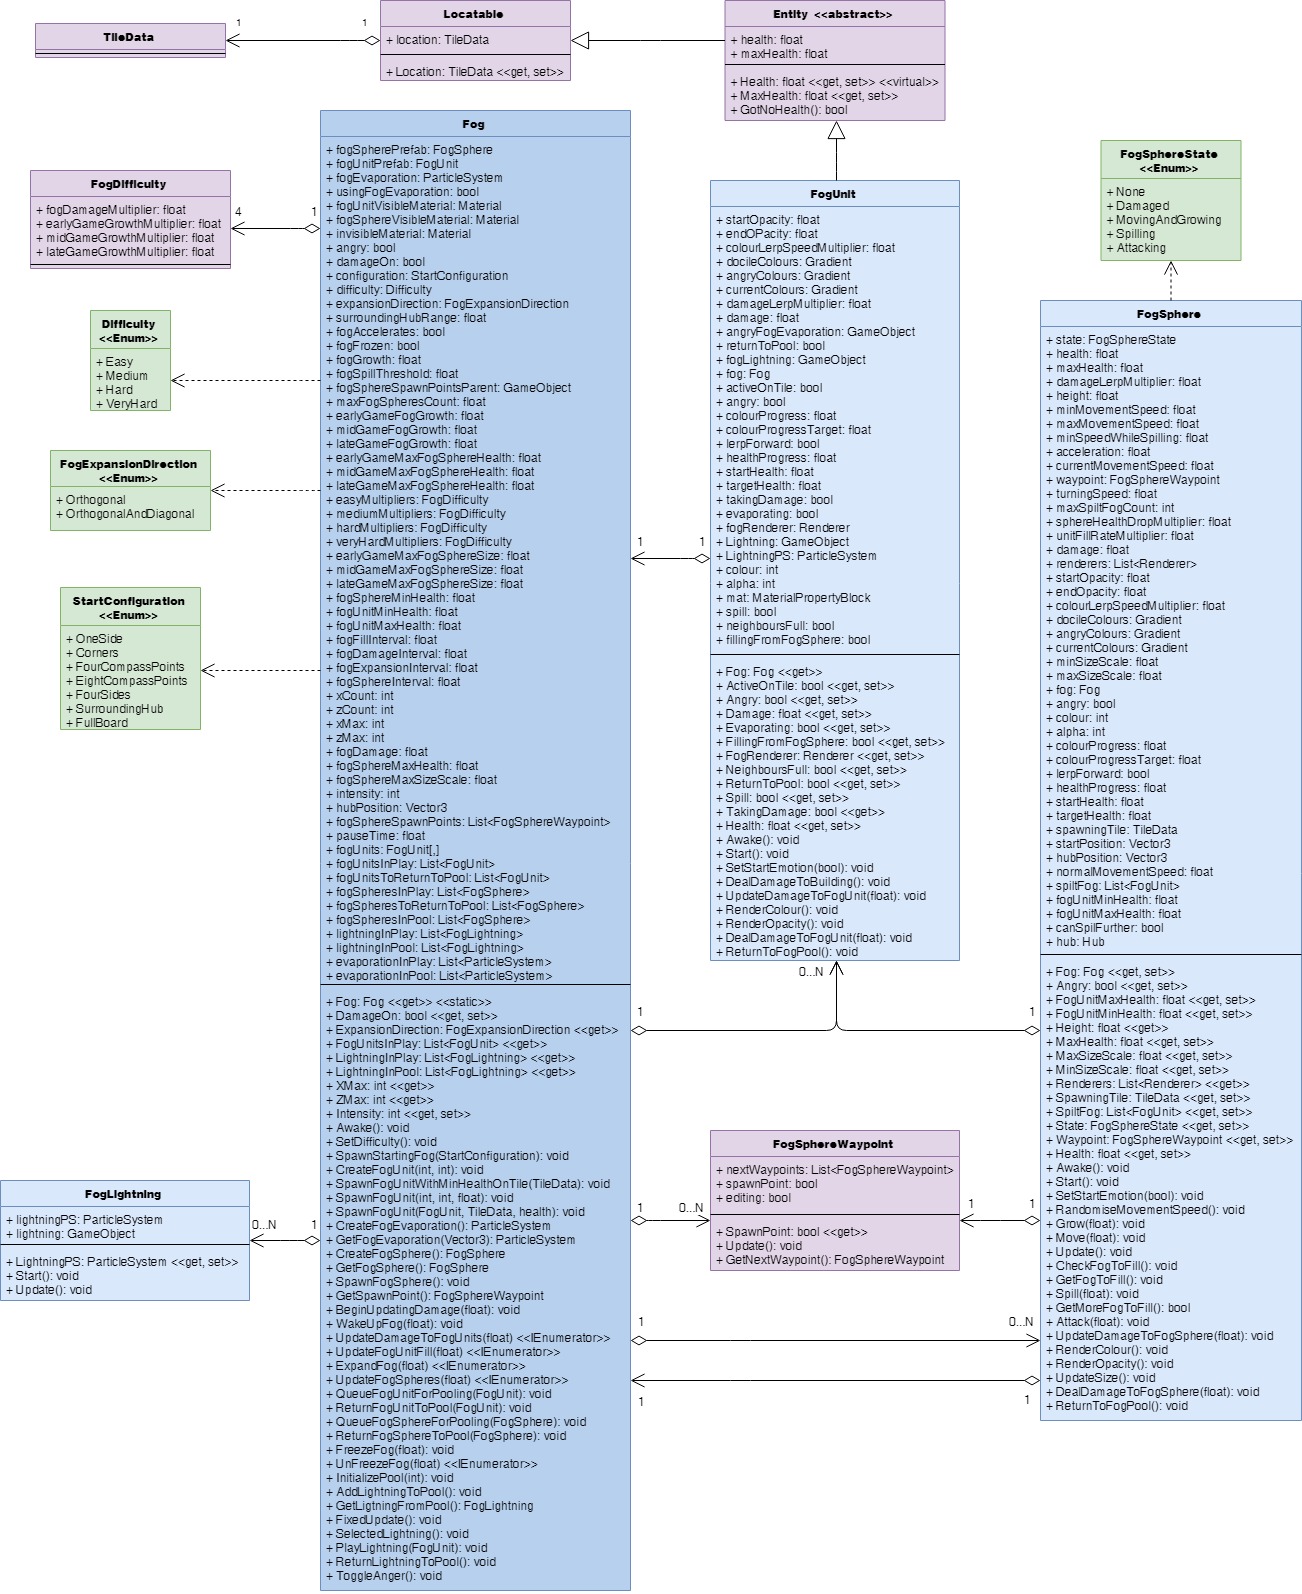 TileData
1
1
Locatable
+ location: TileData
+ Location: TileData <<get, set>>
Entity <<abstract>>
+ health: float
+ maxHealth: float
+ Health: float <<get, set>> <<virtual>>
+ MaxHealth: float <<get, set>>
+ GotNoHealth(): bool
FogDifficulty
+ fogDamageMultiplier: float
+ earlyGameGrowthMultiplier: float
+ midGameGrowthMultiplier: float
+ lateGameGrowthMultiplier: float
4
1
Difficulty
<<Enum>>
+ Easy
+ Medium
+ Hard
+ VeryHard
FogExpansionDirection
<<Enum>>
+ Orthogonal
+ OrthogonalAndDiagonal
StartConfiguration
<<Enum>>
+ OneSide
+ Corners
+ FourCompassPoints
+ EightCompassPoints
+ FourSides
+ SurroundingHub
+ FullBoard
FogLightning
+ lightningPS: ParticleSystem
+ lightning: GameObject
+ LightningPS: ParticleSystem <<get, set>>
+ Start(): void
+ Update(): void
0...N
1
Fog
+ fogSpherePrefab: FogSphere
+ fogUnitPrefab: FogUnit
+ fogEvaporation: ParticleSystem
+ usingFogEvaporation: bool
+ fogUnitVisibleMaterial: Material
+ fogSphereVisibleMaterial: Material
+ invisibleMaterial: Material
+ angry: bool
+ damageOn: bool
+ configuration: StartConfiguration
+ difficulty: Difficulty
+ expansionDirection: FogExpansionDirection
+ surroundingHubRange: float
+ fogAccelerates: bool
+ fogFrozen: bool
+ fogGrowth: float
+ fogSpillThreshold: float
+ fogSphereSpawnPointsParent: GameObject
+ maxFogSpheresCount: float
+ earlyGameFogGrowth: float
+ midGameFogGrowth: float
+ lateGameFogGrowth: float
+ earlyGameMaxFogSphereHealth: float
+ midGameMaxFogSphereHealth: float
+ lateGameMaxFogSphereHealth: float
+ easyMultipliers: FogDifficulty
+ mediumMultipliers: FogDifficulty
+ hardMultipliers: FogDifficulty
+ veryHardMultipliers: FogDifficulty
+ earlyGameMaxFogSphereSize: float
+ midGameMaxFogSphereSize: float
+ lateGameMaxFogSphereSize: float
+ fogSphereMinHealth: float
+ fogUnitMinHealth: float
+ fogUnitMaxHealth: float
+ fogFillInterval: float
+ fogDamageInterval: float
+ fogExpansionInterval: float
+ fogSphereInterval: float
+ xCount: int
+ zCount: int
+ xMax: int
+ zMax: int
+ fogDamage: float
+ fogSphereMaxHealth: float
+ fogSphereMaxSizeScale: float
+ intensity: int
+ hubPosition: Vector3
+ fogSphereSpawnPoints: List<FogSphereWaypoint>
+ pauseTime: float
+ fogUnits: FogUnit[,]
+ fogUnitsInPlay: List<FogUnit>
+ fogUnitsToReturnToPool: List<FogUnit>
+ fogSpheresInPlay: List<FogSphere>
+ fogSpheresToReturnToPool: List<FogSphere>
+ fogSpheresInPool: List<FogSphere>
+ lightningInPlay: List<FogLightning>
+ lightningInPool: List<FogLightning>
+ evaporationInPlay: List<ParticleSystem>
+ evaporationInPool: List<ParticleSystem>
+ Fog: Fog <<get>> <<static>>
+ DamageOn: bool <<get, set>>
+ ExpansionDirection: FogExpansionDirection <<get>>
+ FogUnitsInPlay: List<FogUnit> <<get>>
+ LightningInPlay: List<FogLightning> <<get>>
+ LightningInPool: List<FogLightning> <<get>>
+ XMax: int <<get>>
+ ZMax: int <<get>>
+ Intensity: int <<get, set>>
+ Awake(): void
+ SetDifficulty(): void
+ SpawnStartingFog(StartConfiguration): void
+ CreateFogUnit(int, int): void
+ SpawnFogUnitWithMinHealthOnTile(TileData): void
+ SpawnFogUnit(int, int, float): void
+ SpawnFogUnit(FogUnit, TileData, health): void
+ CreateFogEvaporation(): ParticleSystem
+ GetFogEvaporation(Vector3): ParticleSystem
+ CreateFogSphere(): FogSphere
+ GetFogSphere(): FogSphere
+ SpawnFogSphere(): void
+ GetSpawnPoint(): FogSphereWaypoint
+ BeginUpdatingDamage(float): void
+ WakeUpFog(float): void
+ UpdateDamageToFogUnits(float) <<IEnumerator>>
+ UpdateFogUnitFill(float) <<IEnumerator>>
+ ExpandFog(float) <<IEnumerator>>
+ UpdateFogSpheres(float) <<IEnumerator>>
+ QueueFogUnitForPooling(FogUnit): void
+ ReturnFogUnitToPool(FogUnit): void
+ QueueFogSphereForPooling(FogSphere): void
+ ReturnFogSphereToPool(FogSphere): void
+ FreezeFog(float): void
+ UnFreezeFog(float) <<IEnumerator>>
+ InitializePool(int): void
+ AddLightningToPool(): void
+ GetLigtningFromPool(): FogLightning
+ FixedUpdate(): void
+ SelectedLightning(): void
+ PlayLightning(FogUnit): void
+ ReturnLightningToPool(): void
+ ToggleAnger(): void
1
1
FogUnit
+ startOpacity: float
+ endOPacity: float
+ colourLerpSpeedMultiplier: float
+ docileColours: Gradient
+ angryColours: Gradient
+ currentColours: Gradient
+ damageLerpMultiplier: float
+ damage: float
+ angryFogEvaporation: GameObject
+ returnToPool: bool
+ fogLightning: GameObject
+ fog: Fog
+ activeOnTile: bool
+ angry: bool
+ colourProgress: float
+ colourProgressTarget: float
+ lerpForward: bool
+ healthProgress: float
+ startHealth: float
+ targetHealth: float
+ takingDamage: bool
+ evaporating: bool
+ fogRenderer: Renderer
+ Lightning: GameObject
+ LightningPS: ParticleSystem
+ colour: int
+ alpha: int
+ mat: MaterialPropertyBlock
+ spill: bool
+ neighboursFull: bool
+ fillingFromFogSphere: bool
+ Fog: Fog <<get>>
+ ActiveOnTile: bool <<get, set>>
+ Angry: bool <<get, set>>
+ Damage: float <<get, set>>
+ Evaporating: bool <<get, set>>
+ FillingFromFogSphere: bool <<get, set>>
+ FogRenderer: Renderer <<get, set>>
+ NeighboursFull: bool <<get, set>>
+ ReturnToPool: bool <<get, set>>
+ Spill: bool <<get, set>>
+ TakingDamage: bool <<get>>
+ Health: float <<get, set>>
+ Awake(): void
+ Start(): void
+ SetStartEmotion(bool): void
+ DealDamageToBuilding(): void
+ UpdateDamageToFogUnit(float): void
+ RenderColour(): void
+ RenderOpacity(): void
+ DealDamageToFogUnit(float): void
+ ReturnToFogPool(): void
0...N
1
1
FogSphereWaypoint
+ nextWaypoints: List<FogSphereWaypoint>
+ spawnPoint: bool
+ editing: bool
+ SpawnPoint: bool <<get>>
+ Update(): void
+ GetNextWaypoint(): FogSphereWaypoint
1
0...N
1
1
1
0...N
1
1
FogSphereState
<<Enum>>
+ None
+ Damaged
+ MovingAndGrowing
+ Spilling
+ Attacking
FogSphere
+ state: FogSphereState
+ health: float
+ maxHealth: float
+ damageLerpMultiplier: float
+ height: float
+ minMovementSpeed: float
+ maxMovementSpeed: float
+ minSpeedWhileSpilling: float
+ acceleration: float
+ currentMovementSpeed: float
+ waypoint: FogSphereWaypoint
+ turningSpeed: float
+ maxSpiltFogCount: int
+ sphereHealthDropMultiplier: float
+ unitFillRateMultiplier: float
+ damage: float
+ renderers: List<Renderer>
+ startOpacity: float
+ endOpacity: float
+ colourLerpSpeedMultiplier: float
+ docileColours: Gradient
+ angryColours: Gradient
+ currentColours: Gradient
+ minSizeScale: float
+ maxSizeScale: float
+ fog: Fog
+ angry: bool
+ colour: int
+ alpha: int
+ colourProgress: float
+ colourProgressTarget: float
+ lerpForward: bool
+ healthProgress: float
+ startHealth: float
+ targetHealth: float
+ spawningTile: TileData
+ startPosition: Vector3
+ hubPosition: Vector3
+ normalMovementSpeed: float
+ spiltFog: List<FogUnit>
+ fogUnitMinHealth: float
+ fogUnitMaxHealth: float
+ canSpilFurther: bool
+ hub: Hub
+ Fog: Fog <<get, set>>
+ Angry: bool <<get, set>>
+ FogUnitMaxHealth: float <<get, set>>
+ FogUnitMinHealth: float <<get, set>>
+ Height: float <<get>>
+ MaxHealth: float <<get, set>>
+ MaxSizeScale: float <<get, set>>
+ MinSizeScale: float <<get, set>>
+ Renderers: List<Renderer> <<get>>
+ SpawningTile: TileData <<get, set>>
+ SpiltFog: List<FogUnit> <<get, set>>
+ State: FogSphereState <<get, set>>
+ Waypoint: FogSphereWaypoint <<get, set>>
+ Health: float <<get, set>>
+ Awake(): void
+ Start(): void
+ SetStartEmotion(bool): void
+ RandomiseMovementSpeed(): void
+ Grow(float): void
+ Move(float): void
+ Update(): void
+ CheckFogToFill(): void
+ GetFogToFill(): void
+ Spill(float): void
+ GetMoreFogToFill(): bool
+ Attack(float): void
+ UpdateDamageToFogSphere(float): void
+ RenderColour(): void
+ RenderOpacity(): void
+ UpdateSize(): void
+ DealDamageToFogSphere(float): void
+ ReturnToFogPool(): void